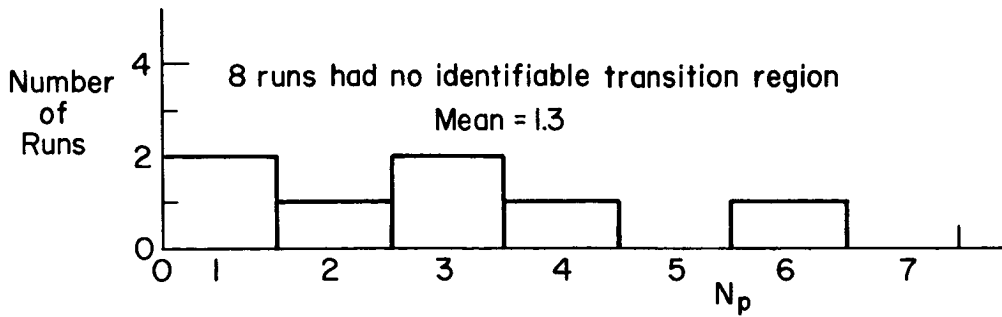 4
Number
of
Runs
8 runs had no identifiable transition region
Mean = 1.3
2
0
0 1 2 3 4 5 6 7
Np